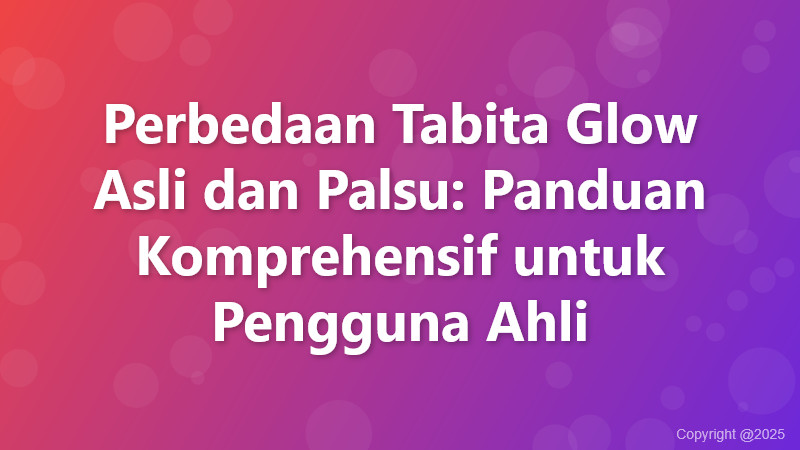 Perbedaan Tabita Glow
Asli dan Palsu: Panduan
Komprehensif untuk
Pengguna Ahli
Copyright @2025